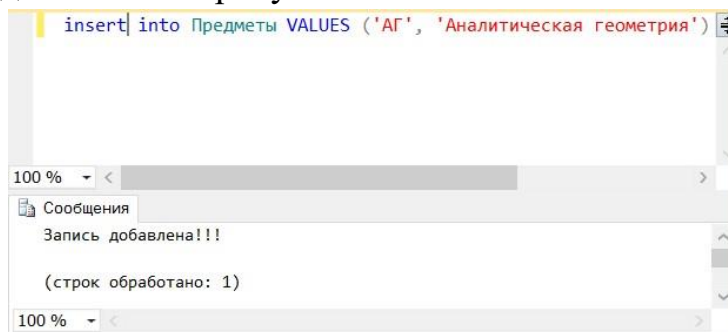 insert into Предметы VALUES ('АГ', 'Аналитическая геометрия')
100 %
Сообщения
Запись добавлена!!!
(строк обработано: 1)
100 %